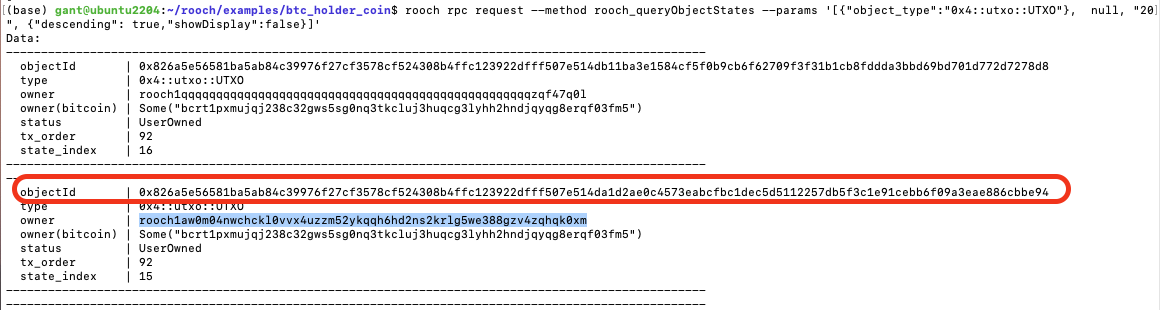 (base) gant@ubuntu2204:~/rooch/examples/btc_holder_coin$ rooch rpc request --method rooch_queryObjectStates --params '[{"object_type":"0x4::utxo::UTXO"},  null, "20
", {"descending": true,"showDisplay":false}]'
Data:
objectId | 0x826a5e56581ba5ab84c39976f27cf3578cf524308b4ffc123922dfff507e514db11ba3e1584cf5f0b9cb6f62709f3f31b1cb8fddda3bbd69bd701d772d7278d8
type | 0x4::utxo::UTXO
owner | rooch1qqqqqqqqqqqqqqqqqqqqqqqqqqqqqqqqqqqqqqqqqqqqqqqqqqqqzqf47q0l
owner(bitcoin) | Some("bcrt1pxmujqj238c32gws5sg0nq3tkcluj3huqcg3lyhh2hndjqyqg8erqf03fm5")
status | UserOwned
tx_order | 92
state_index | 16
objectId | 0x826a5e56581ba5ab84c39976f27cf3578cf524308b4ffc123922dfff507e514da1d2ae0c4573eabcfbc1dec5d5112257db5f3c1e91cebb6f09a3eae886cbbe94
type | 0x4::utxo::UTXO
owner | rooch1aw0m04nwchckl0vvx4uzzm52ykqqh6hd2ns2krlg5we388gzv4zqhqk0xm
owner(bitcoin) | Some("bcrt1pxmujqj238c32gws5sg0nq3tkcluj3huqcg3lyhh2hndjqyqg8erqf03fm5")
status | UserOwned
tx_order | 92
state_index | 15